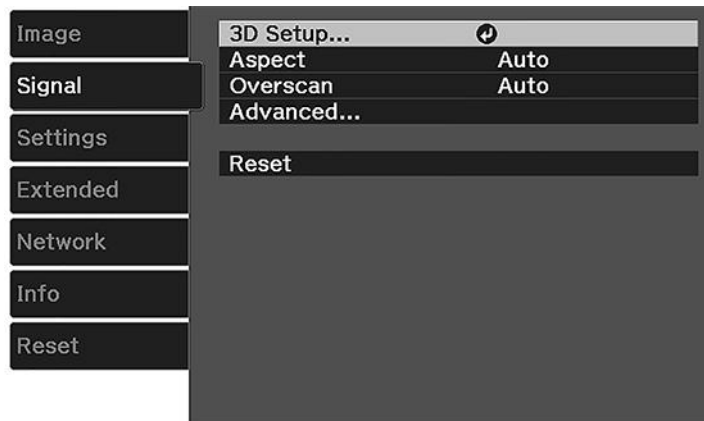 Image
Signal
Settings
Extended
Network
Info
Reset
3D Setup...
Aspect Auto
Overscan Auto
Advanced...
Reset